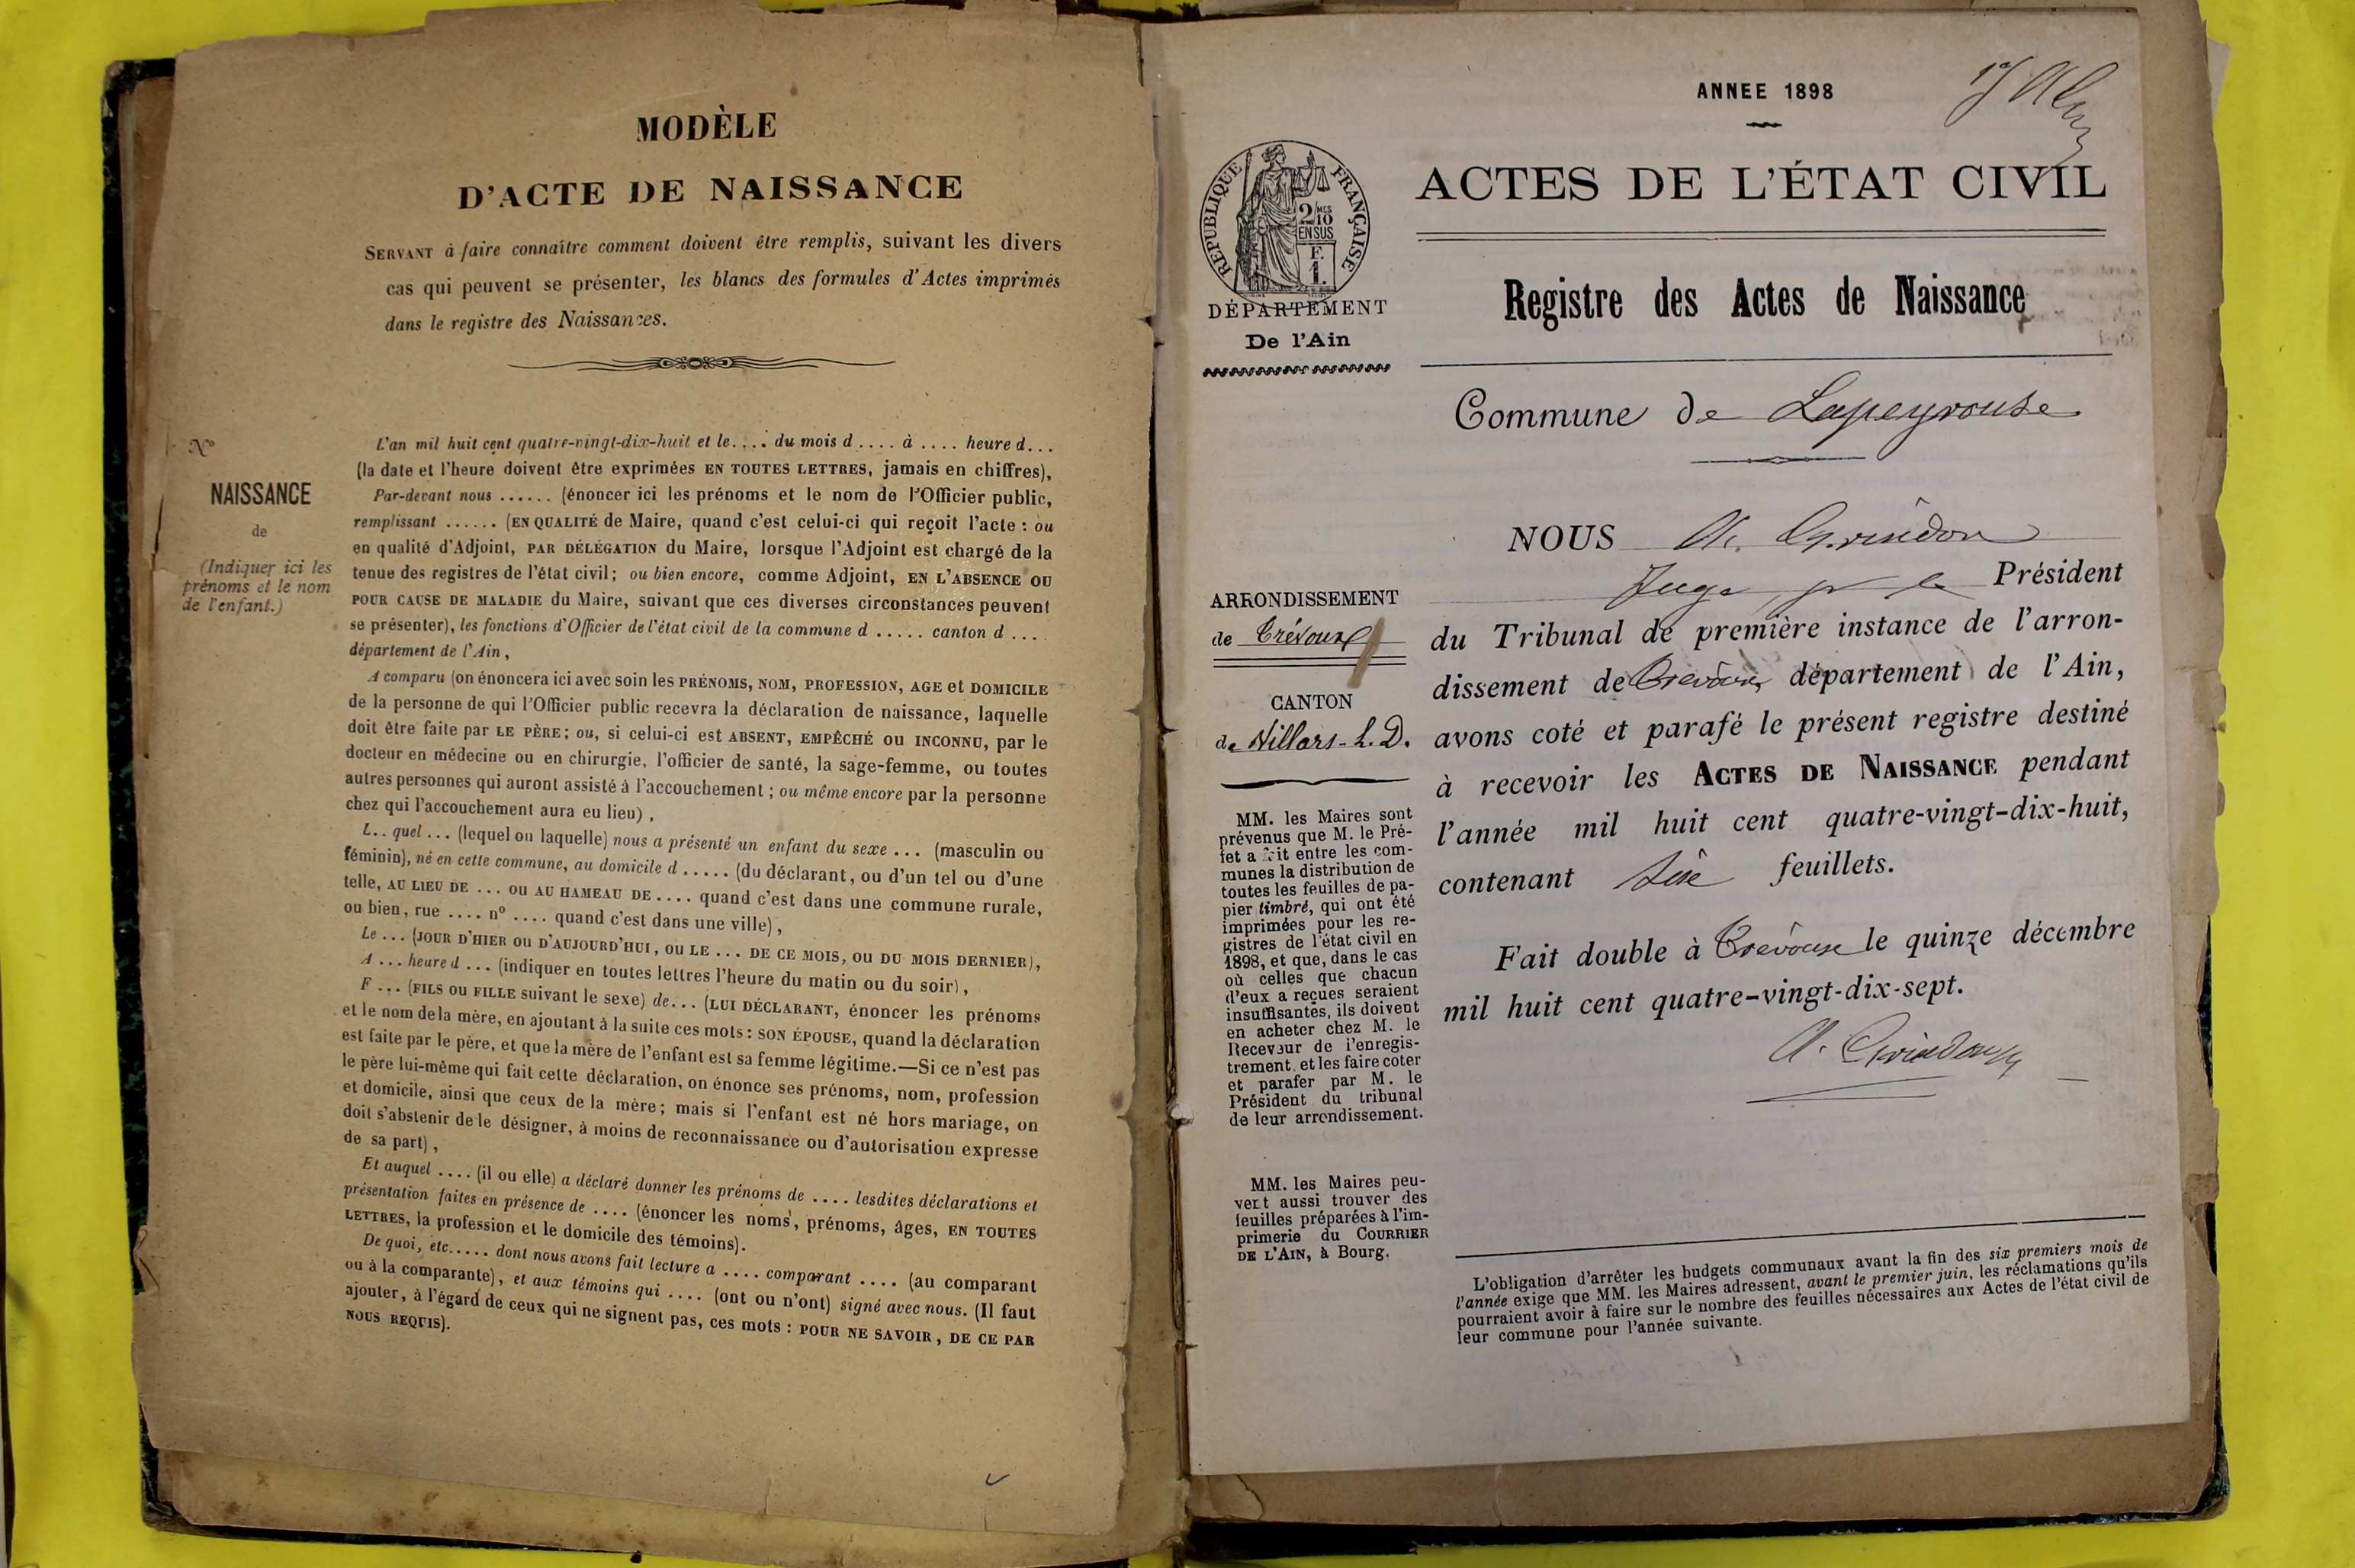 MODÈLE
D'ACTE DE NAISSANCE
SERVANT à faire connaître comment doivent être remplis, suivant les divers
cas qui peuvent se présenter, les blancs des formules d'Actes imprimés
dans le registre des Naissances.
N°
NAISSANCE
de
(Indiquer ici les
prénoms et le nom
de l'enfant.)
L'an mil huit cent quatre-vingt-dix-huit et le.... du mois d .... à .... heure d...
(la date et l'heure doivent être exprimées EN TOUTES LETTRES, jamais en chiffres),
Par-devant nous ...... (énoncer ici les prénoms et le nom de l'Officier public,
remplissant ...... (EN QUALITÉ de Maire, quand c'est celui-ci qui reçoit l'acte : ou
en qualité d'Adjoint, PAR DÉLÉGATION du Maire, lorsque l'Adjoint est chargé de la
tenue des registres de l'état civil; ou bien encore, comme Adjoint, EN L'ABSENCE OU
POUR CAUSE DE MALADIE du Maire, suivant que ces diverses circonstances peuvent
se présenter), les fonctions d'Officier de l'état civil de la commune d ..... canton d ....
département de l'Ain,
A comparu (on énoncera ici avec soin les PRÉNOMS, NOM, PROFESSION, AGE et DOMICILE
de la personne de qui l'Officier public recevra la déclaration de naissance, laquelle
doit être faite par LE PÈRE; ou, si celui-ci est ABSENT, EMPÊCHÉ OU INCONNU, par le
docteur en médecine ou en chirurgie, l'officier de santé, la sage-femme, ou toutes
autres personnes qui auront assisté à l'accouchement ; ou même encore par la personne
chez qui l'accouchement aura eu lieu),
L.. quel ... (lequel ou laquelle) nous a présenté un enfant du sexe ... (masculin ou
féminin), né en cette commune, au domicile d ..... (du déclarant, ou d'un tel ou d'une
telle, AU LIEU DE ... OU AU HAMEAU DE .... quand c'est dans une commune rurale,
ou bien, rue .... n° .... quand c'est dans une ville),
Le ... (JOUR D'HIER OU D'AUJOURD'HUI, OU LE ... DE CE MOIS, OU DU MOIS DERNIER),
A ... heure d ... (indiquer en toutes lettres l'heure du matin ou du soir),
F ... (FILS OU FILLE suivant le sexe) de... (LUI DÉCLARANT, énoncer les prénoms
et le nom de la mère, en ajoutant à la suite ces mots : SON ÉPOUSE, quand la déclaration
est faite par le père, et que la mère de l'enfant est sa femme légitime.—Si ce n'est pas
le père lui-même qui fait cette déclaration, on énonce ses prénoms, nom, profession
et domicile, ainsi que ceux de la mère; mais si l'enfant est né hors mariage, on
doit s'abstenir de le désigner, à moins de reconnaissance ou d'autorisation expresse
de sa part),
Et auquel .... (il ou elle) a déclaré donner les prénoms de .... lesdites déclarations et
présentation faites en présence de .... (énoncer les noms, prénoms, âges, EN TOUTES
LETTRES, la profession et le domicile des témoins).
De quoi, etc..... dont nous avons fait lecture a .... comparant .... (au comparant
ou à la comparante), et aux témoins qui .... (ont ou n'ont) signé avec nous. (Il faut
ajouter, à l'égard de ceux qui ne signent pas, ces mots : POUR NE SAVOIR, DE CE PAR
NOUS REQUIS).
ANNEE 1898
RÉPUBLIQUE FRANÇAISE
2/10 MES
EN SUS
F.
1.
DÉPARTEMENT
De l'Ain
ACTES DE L'ÉTAT CIVIL
Registre des Actes de Naissance
Commune de Lapeyrouse
ARRONDISSEMENT
de Trévoux
CANTON
de Villars-L.D.
MM. les Maires sont
prévenus que M. le Pré-
fet a fait entre les com-
munes la distribution de
toutes les feuilles de pa-
pier timbré, qui ont été
imprimées pour les re-
gistres de l'état civil en
1898, et que, dans le cas
où celles que chacun
d'eux a reçues seraient
insuffisantes, ils doivent
en acheter chez M. le
Receveur de l'enregis-
trement, et les faire coter
et parafer par M. le
Président du tribunal
de leur arrondissement.
MM. les Maires peu-
vent aussi trouver des
feuilles préparées à l'im-
primerie du COURRIER
DE L'AIN, à Bourg.
NOUS A. Grindon
Juge pr le Président
du Tribunal de première instance de l'arron-
dissement de Trévoux, département de l'Ain,
avons coté et parafé le présent registre destiné
à recevoir les ACTES DE NAISSANCE pendant
l'année mil huit cent quatre-vingt-dix-huit,
contenant feuillets.
Fait double à Trévoux le quinze décembre
mil huit cent quatre-vingt-dix-sept.
A. Grindon
L'obligation d'arrêter les budgets communaux avant la fin des six premiers mois de
l'année exige que MM. les Maires adressent, avant le premier juin, les réclamations qu'ils
pourraient avoir à faire sur le nombre des feuilles nécessaires aux Actes de l'état civil de
leur commune pour l'année suivante.